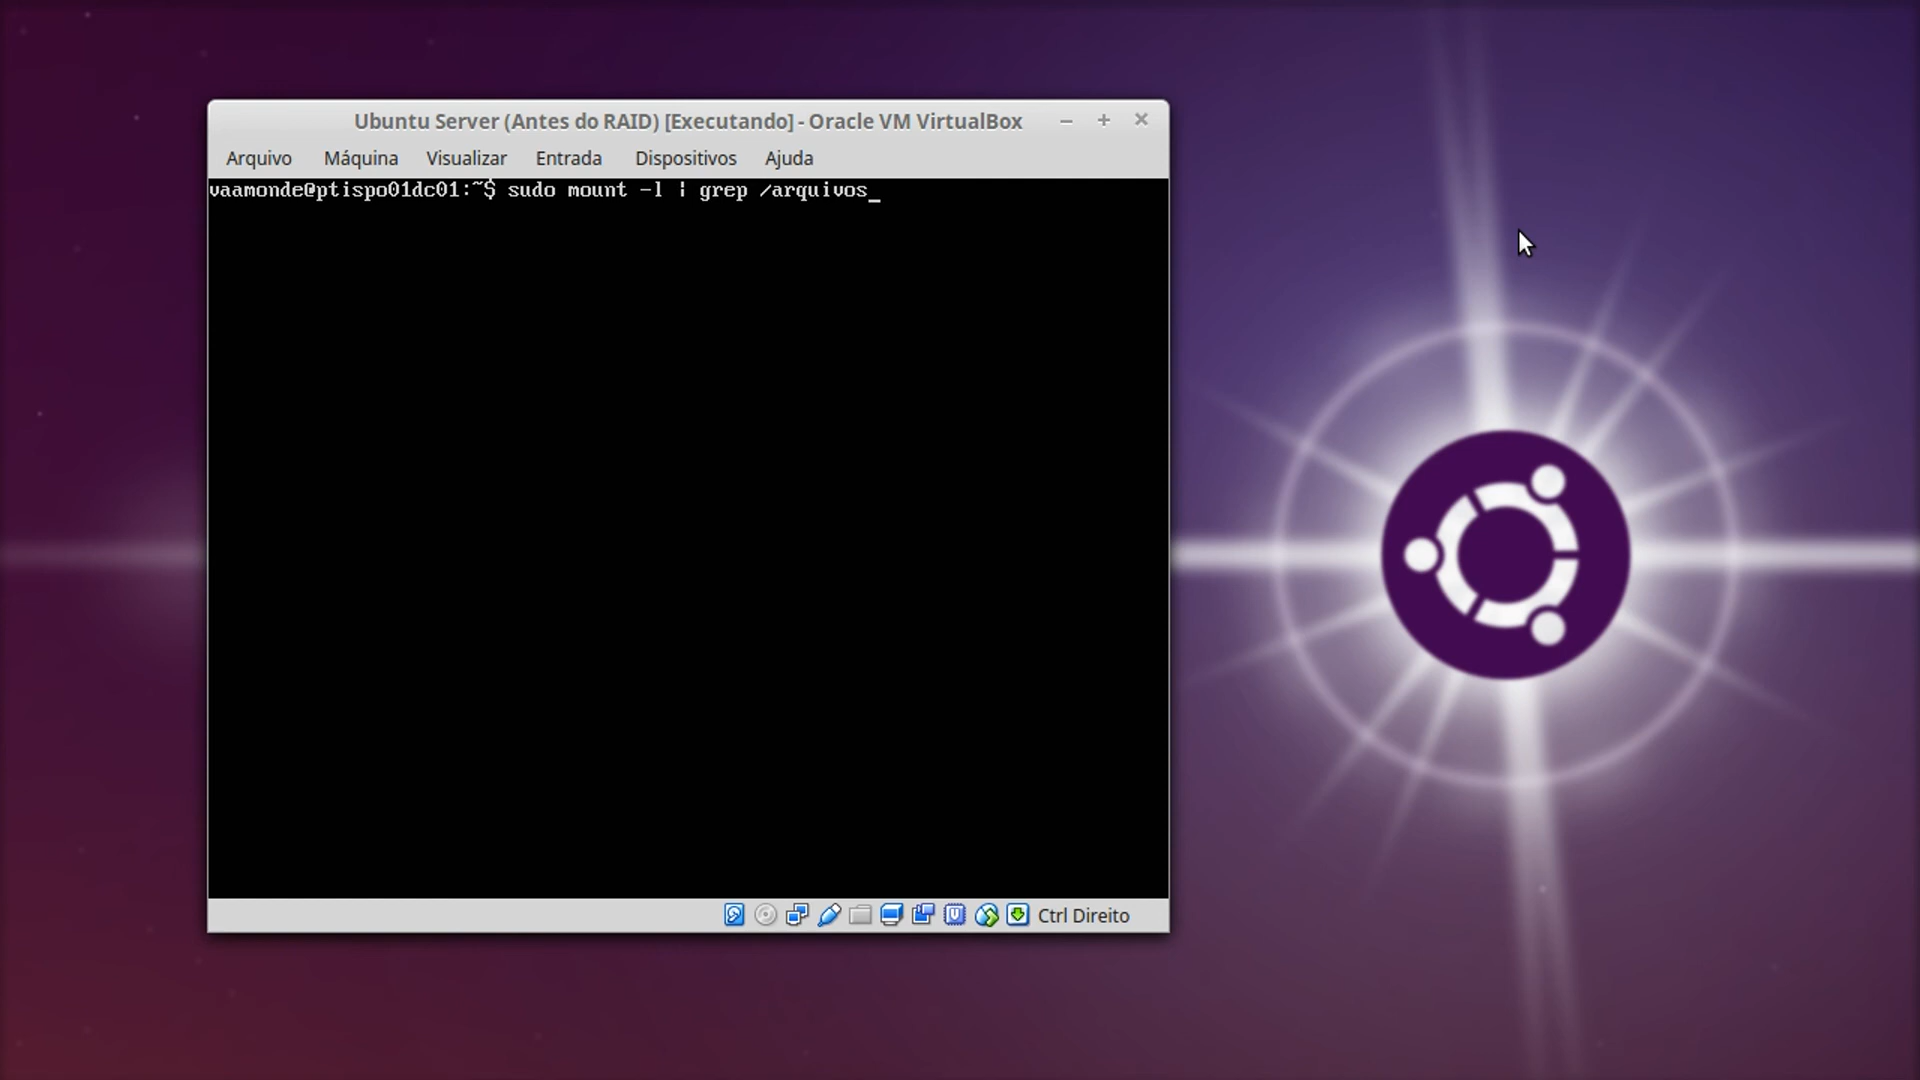 Ubuntu Server (Antes do RAID) [Executando] - Oracle VM VirtualBox
Arquivo Máquina Visualizar Entrada Dispositivos Ajuda
vaamonde@ptispo01dc01:~$ sudo mount -l | grep /arquivos_
Ctrl Direito